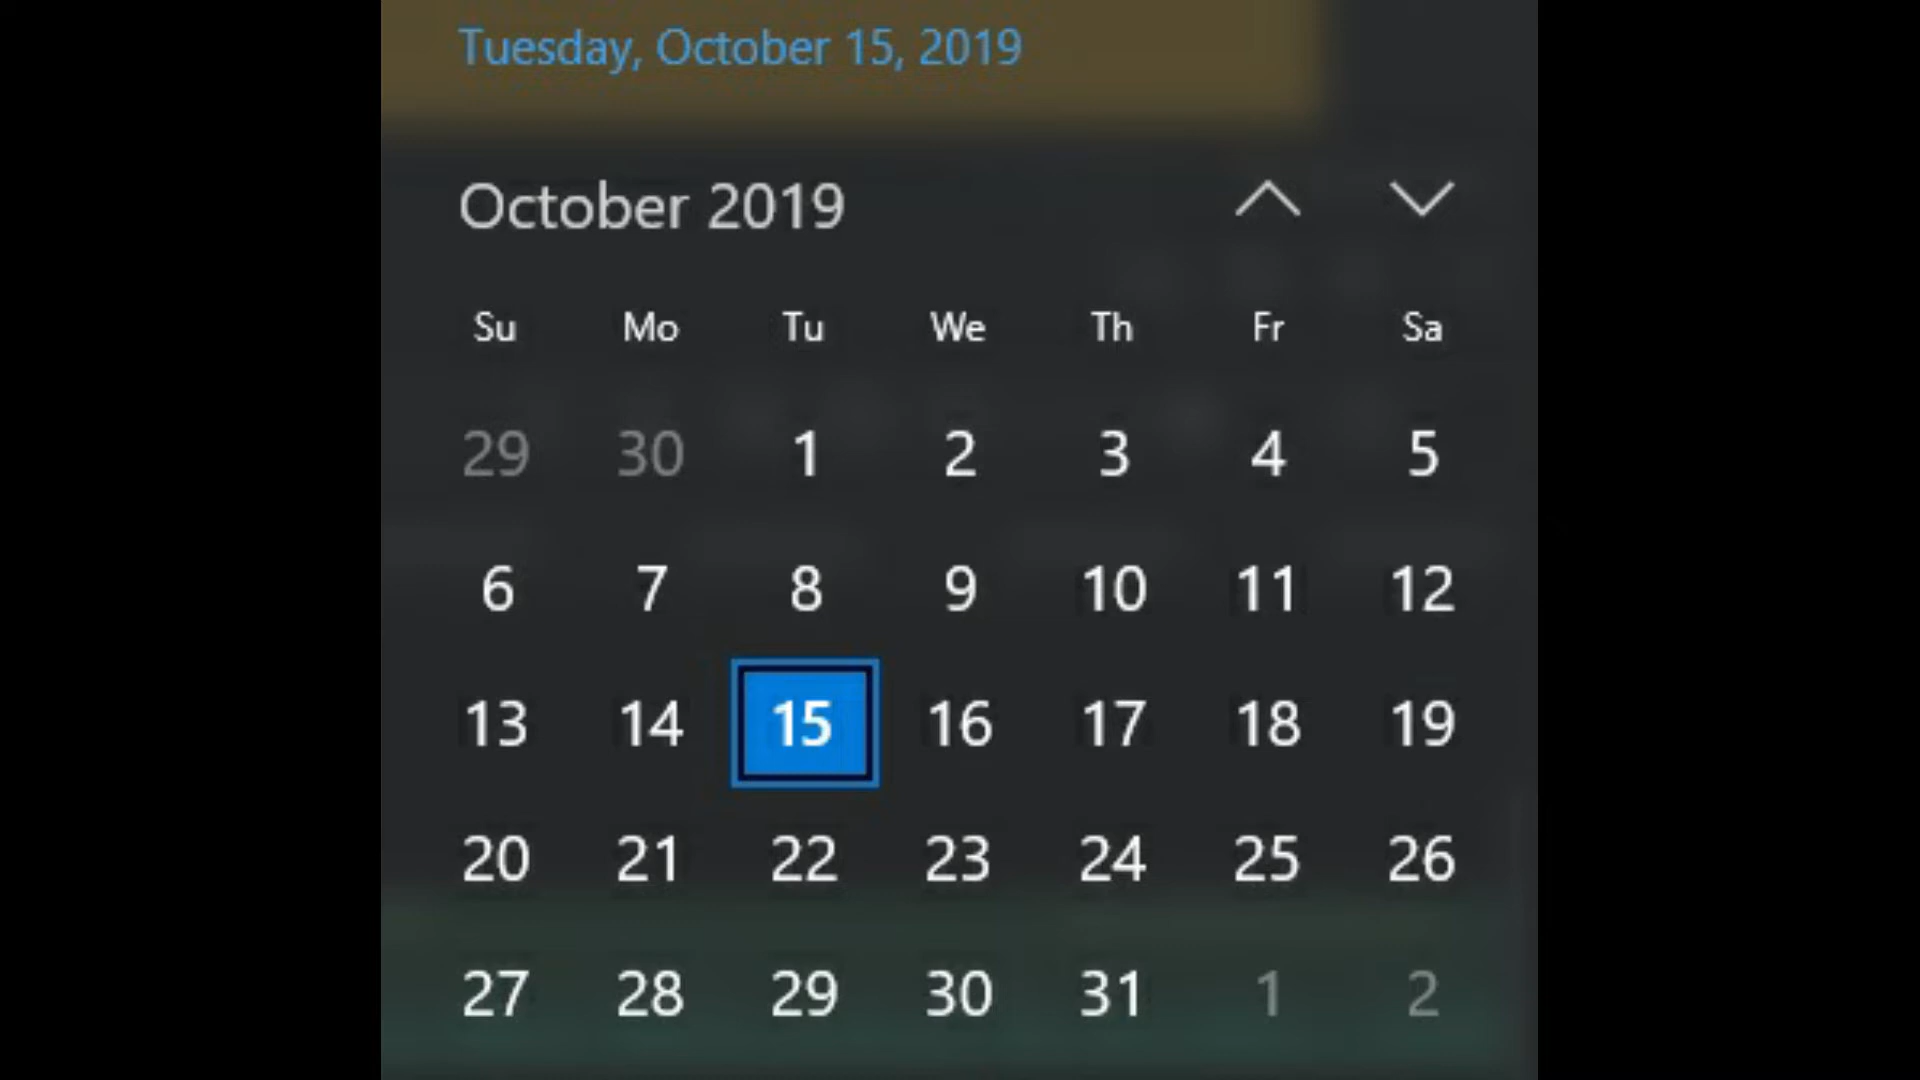 Tuesday, October 15, 2019
October 2019
Su Mo Tu We Th Fr Sa
29 30 1 2 3 4 5
6 7 8 9 10 11 12
13 14 15 16 17 18 19
20 21 22 23 24 25 26
27 28 29 30 31 1 2